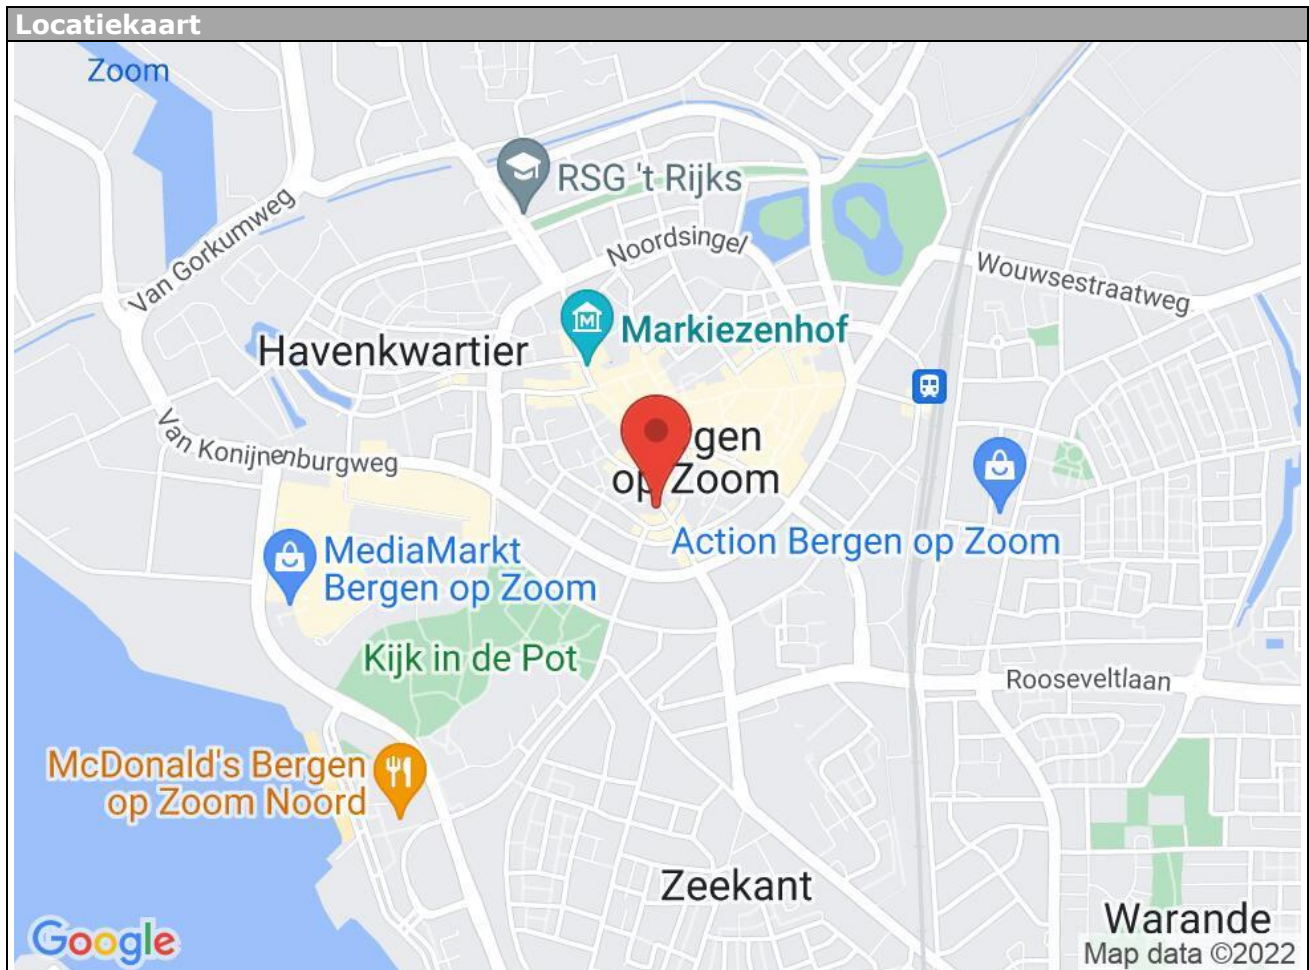 Locatiekaart
Zoom
RSG 't Rijks
Van Gorkumweg
Noordsingel
Wouwsestraatweg
Markiezenhof
Havenkwartier
Van Konijnenburgweg
gen
op Zoom
Action Bergen op Zoom
MediaMarkt
Bergen op Zoom
Kijk in de Pot
Rooseveltlaan
McDonald's Bergen
op Zoom Noord
Zeekant
Warande
Google
Map data ©2022